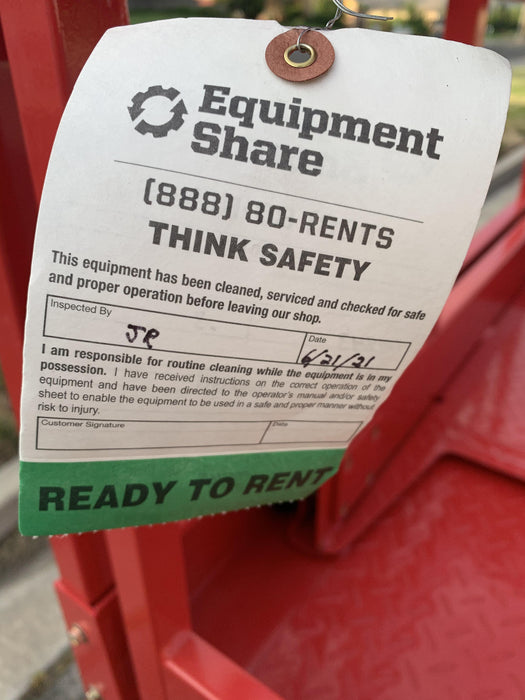 Equipment
Share
(888) 80-RENTS
THINK SAFETY
This equipment has been cleaned, serviced and checked for safe
and proper operation before leaving our shop.
Inspected By
JR
Date
6/21/21
I am responsible for routine cleaning while the equipment is in my
possession. I have received instructions on the correct operation of the
equipment and have been directed to the operator's manual and/or safety
sheet to enable the equipment to be used in a safe and proper manner without
risk to injury.
Customer Signature
Date
READY TO RENT